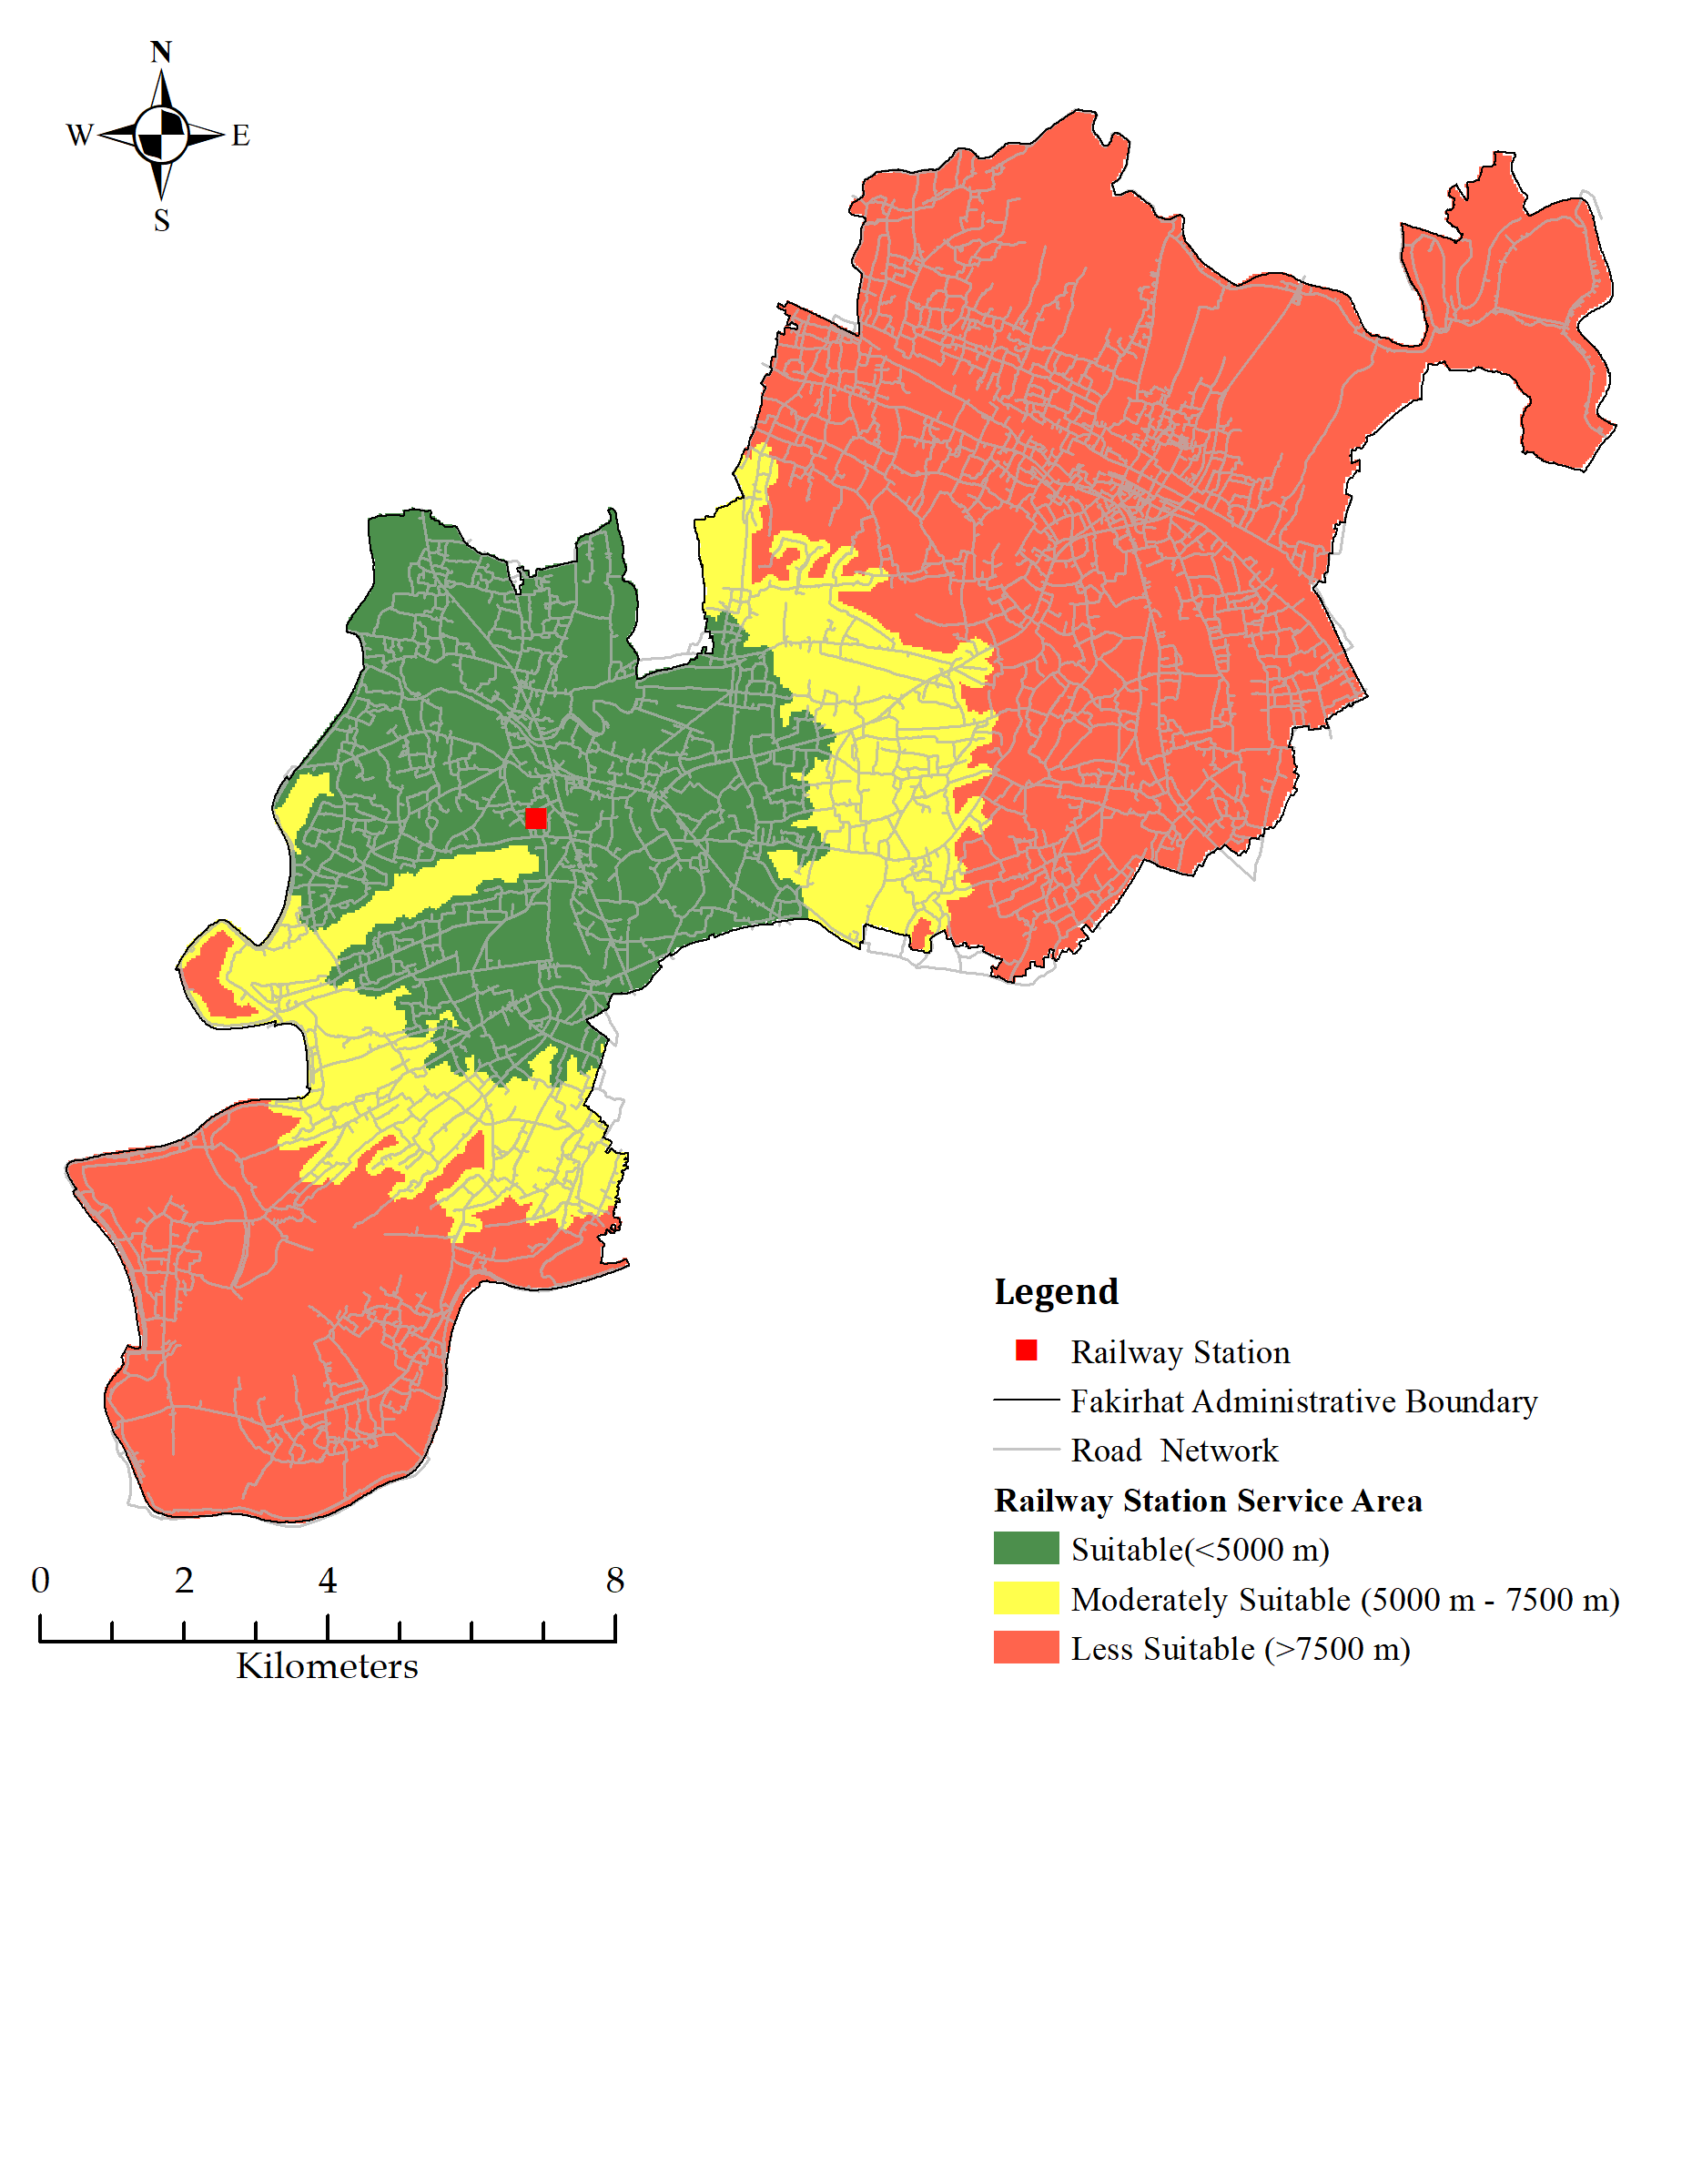 N
W E
S
Legend
Railway Station
Fakirhat Administrative Boundary
Road Network
Railway Station Service Area
Suitable(<5000 m)
Moderately Suitable (5000 m - 7500 m)
Less Suitable (>7500 m)
0 2 4 8
Kilometers